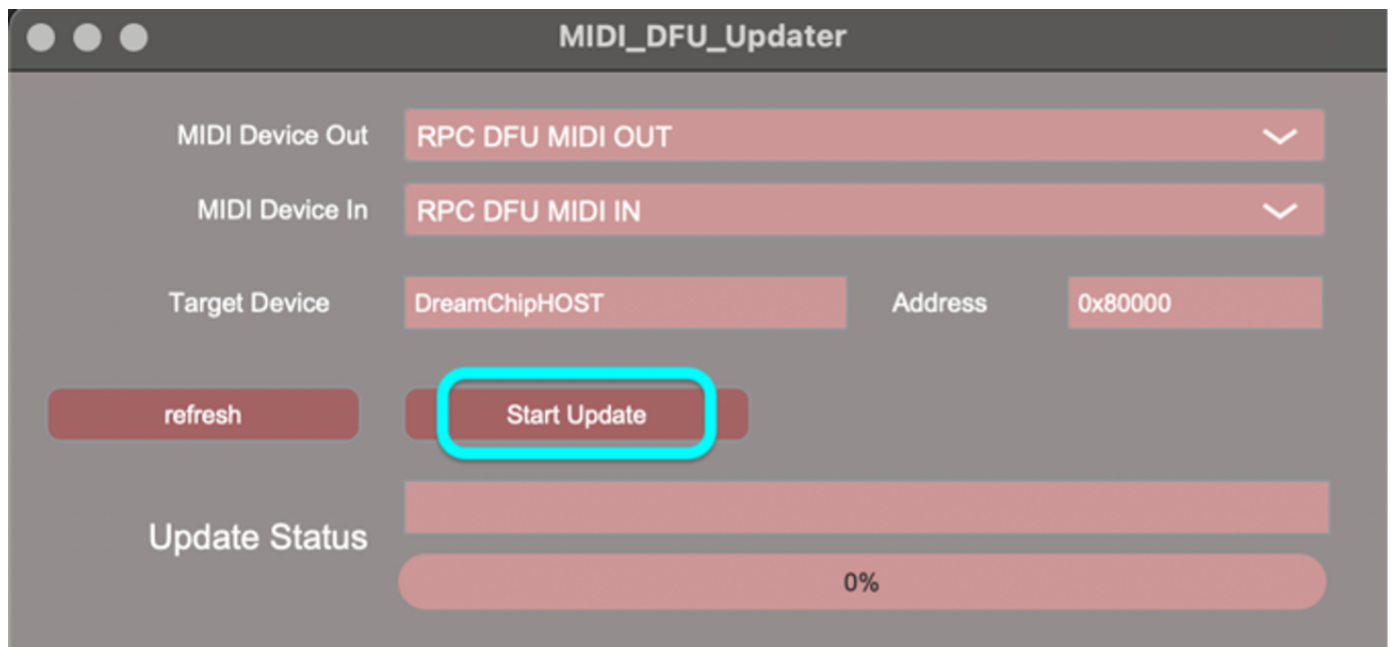 MIDI_DFU_Updater
MIDI Device Out RPC DFU MIDI OUT
MIDI Device In RPC DFU MIDI IN
Target Device DreamChipHOST Address 0x80000
refresh Start Update
Update Status
0%